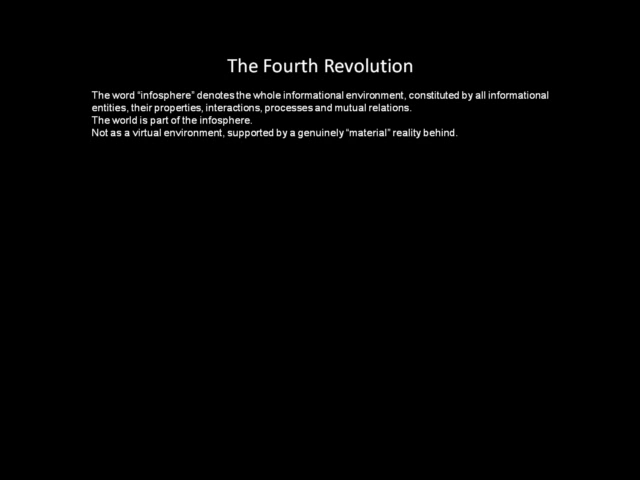 The Fourth Revolution
The word “infosphere” denotes the whole informational environment, constituted by all informational
entities, their properties, interactions, processes and mutual relations.
The world is part of the infosphere.
Not as a virtual environment, supported by a genuinely “material” reality behind.